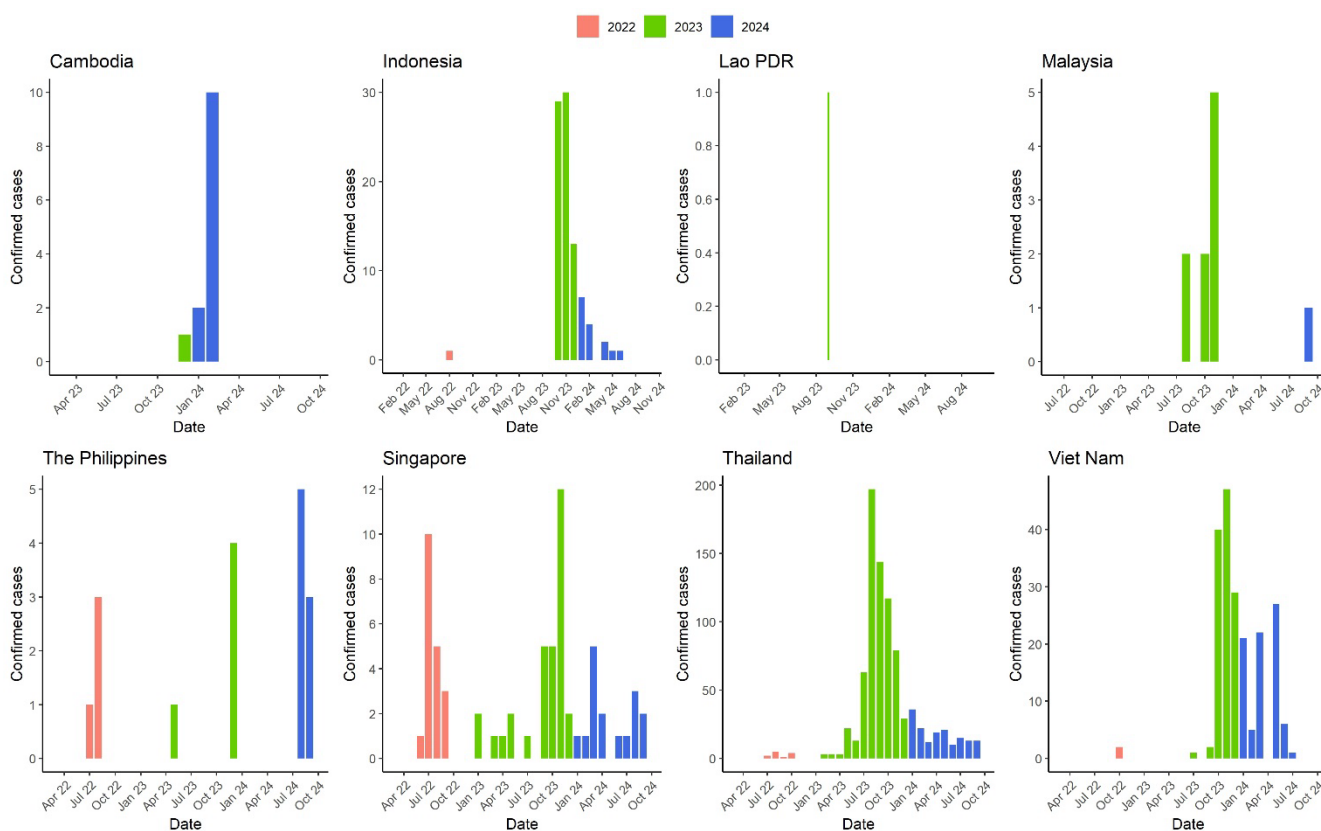 2022 2023 2024
Cambodia
Confirmed cases
10
8
6
4
2
0
Apr 23 Jul 23 Oct 23 Jan 24 Apr 24 Jul 24 Oct 24
Date
Indonesia
Confirmed cases
30
20
10
0
Feb 22 May 22 Aug 22 Nov 22 Feb 23 May 23 Aug 23 Nov 23 Feb 24 May 24 Aug 24 Nov 24
Date
Lao PDR
Confirmed cases
1.0
0.8
0.6
0.4
0.2
0.0
Feb 23 May 23 Aug 23 Nov 23 Feb 24 May 24 Aug 24
Date
Malaysia
Confirmed cases
5
4
3
2
1
0
Jul 22 Oct 22 Jan 23 Apr 23 Jul 23 Oct 23 Jan 24 Apr 24 Jul 24 Oct 24
Date
The Philippines
Confirmed cases
5
4
3
2
1
0
Apr 22 Jul 22 Oct 22 Jan 23 Apr 23 Jul 23 Oct 23 Jan 24 Apr 24 Jul 24 Oct 24
Date
Singapore
Confirmed cases
12
10
8
6
4
2
0
Apr 22 Jul 22 Oct 22 Jan 23 Apr 23 Jul 23 Oct 23 Jan 24 Apr 24 Jul 24 Oct 24
Date
Thailand
Confirmed cases
200
150
100
50
0
Apr 22 Jul 22 Oct 22 Jan 23 Apr 23 Jul 23 Oct 23 Jan 24 Apr 24 Jul 24 Oct 24
Date
Viet Nam
Confirmed cases
40
30
20
10
0
Apr 22 Jul 22 Oct 22 Jan 23 Apr 23 Jul 23 Oct 23 Jan 24 Apr 24 Jul 24 Oct 24
Date